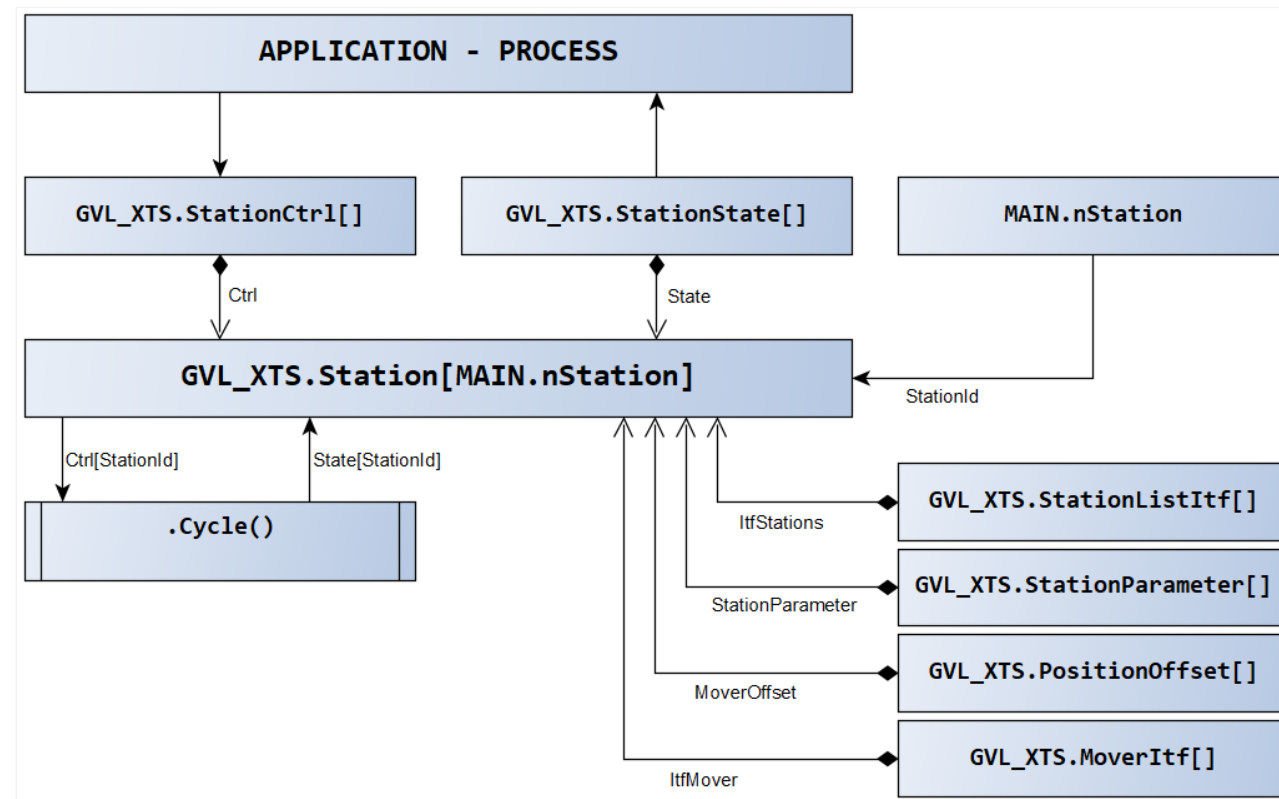 APPLICATION - PROCESS
GVL_XTS.StationCtrl[]
GVL_XTS.StationState[]
MAIN.nStation
Ctrl
State
GVL_XTS.Station[MAIN.nStation]
StationId
Ctrl[StationId]
State[StationId]
.Cycle()
GVL_XTS.StationListItf[]
ItfStations
GVL_XTS.StationParameter[]
StationParameter
GVL_XTS.PositionOffset[]
MoverOffset
GVL_XTS.MoverItf[]
ItfMover